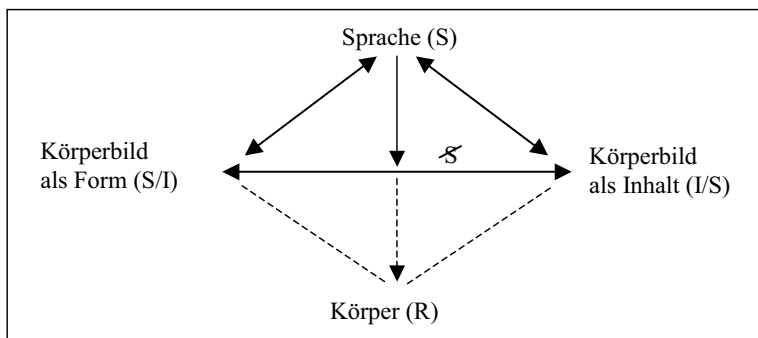 Sprache (S)
S̸
Körperbild
als Form (S/I)
Körperbild
als Inhalt (I/S)
Körper (R)